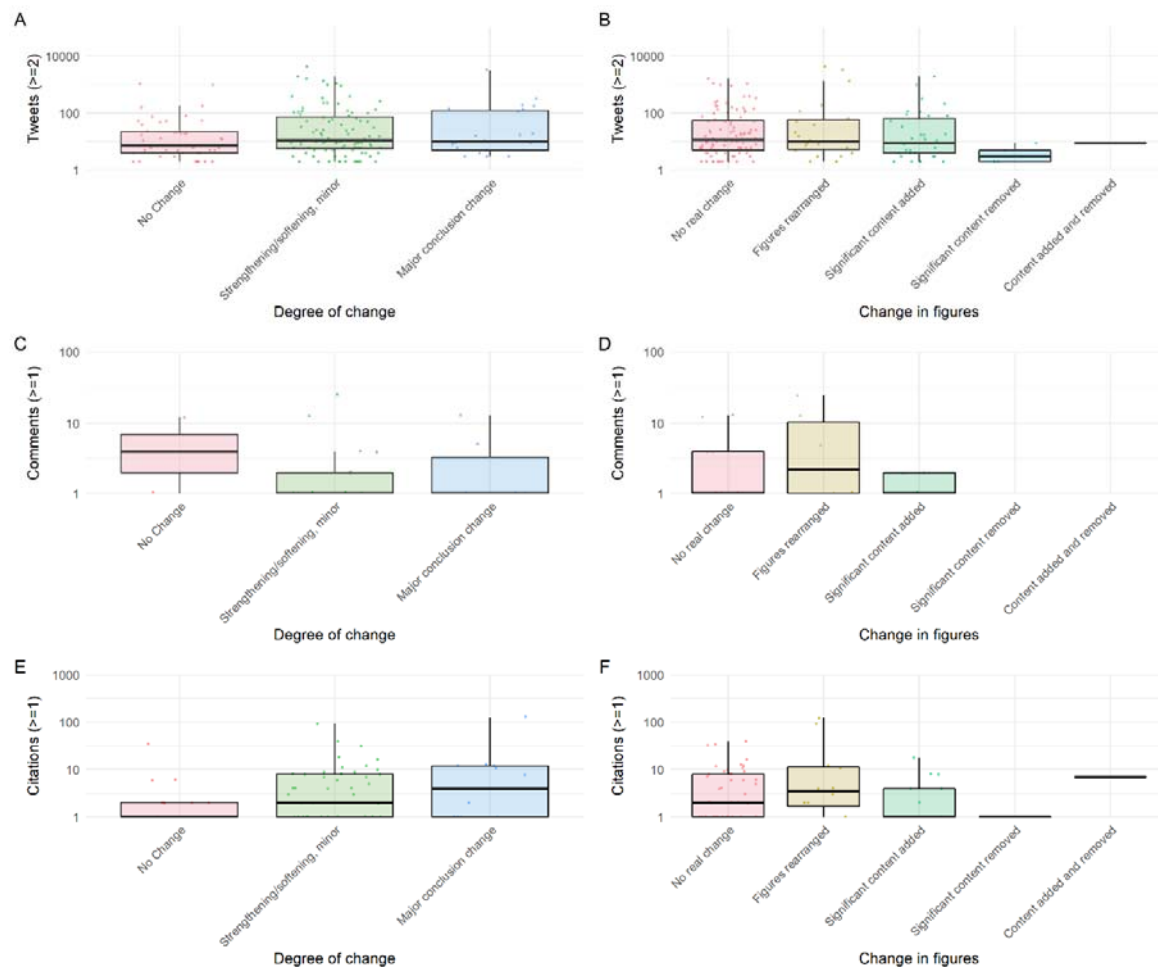 A
Tweets (>=2)
10000
100
1
No Change
Strengthening/softening, minor
Major conclusion change
Degree of change
B
Tweets (>=2)
10000
100
1
No real change
Figures rearranged
Significant content added
Significant content removed
Content added and removed
Change in figures
C
Comments (>=1)
100
10
1
No Change
Strengthening/softening, minor
Major conclusion change
Degree of change
D
Comments (>=1)
100
10
1
No real change
Figures rearranged
Significant content added
Significant content removed
Content added and removed
Change in figures
E
Citations (>=1)
1000
100
10
1
No Change
Strengthening/softening, minor
Major conclusion change
Degree of change
F
Citations (>=1)
1000
100
10
1
No real change
Figures rearranged
Significant content added
Significant content removed
Content added and removed
Change in figures